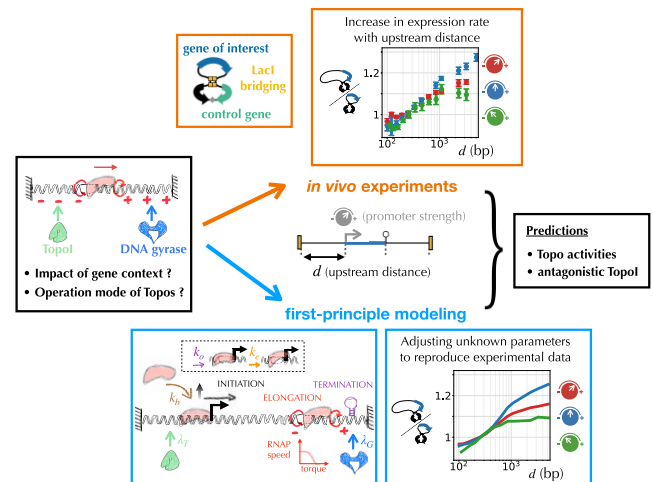 gene of interest
LacI
bridging
control gene
Increase in expression rate
with upstream distance
1.2
1
10²
10³
d (bp)
- +
- +
- +
TopoI
DNA gyrase
• Impact of gene context ?
• Operation mode of Topos ?
in vivo experiments
- + (promoter strength)
d (upstream distance)
first-principle modeling
Predictions
• Topo activities
• antagonistic TopoI
k_o
k_e
k_b
INITIATION
ELONGATION
TERMINATION
λ_T
RNAP
speed
torque
λ_G
Adjusting unknown parameters
to reproduce experimental data
1.2
1
10²
10³
d (bp)
- +
- +
- +